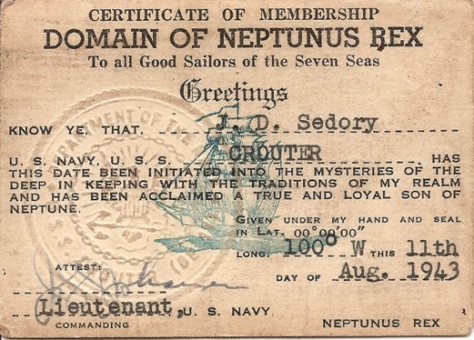 CERTIFICATE OF MEMBERSHIP
DOMAIN OF NEPTUNUS REX
To all Good Sailors of the Seven Seas
Greetings
KNOW YE, THAT, J. D. Sedory
U. S. NAVY, U. S. S. CROUTER HAS
THIS DATE BEEN INITIATED INTO THE MYSTERIES OF THE
DEEP IN KEEPING WITH THE TRADITIONS OF MY REALM
AND HAS BEEN ACCLAIMED A TRUE AND LOYAL SON OF
NEPTUNE.
GIVEN UNDER MY HAND AND SEAL
IN LAT. 00°00'00"
LONG. 100° W THIS 11th
ATTEST:
DAY OF Aug. 1943
Lieutenant, U. S. NAVY
COMMANDING NEPTUNUS REX